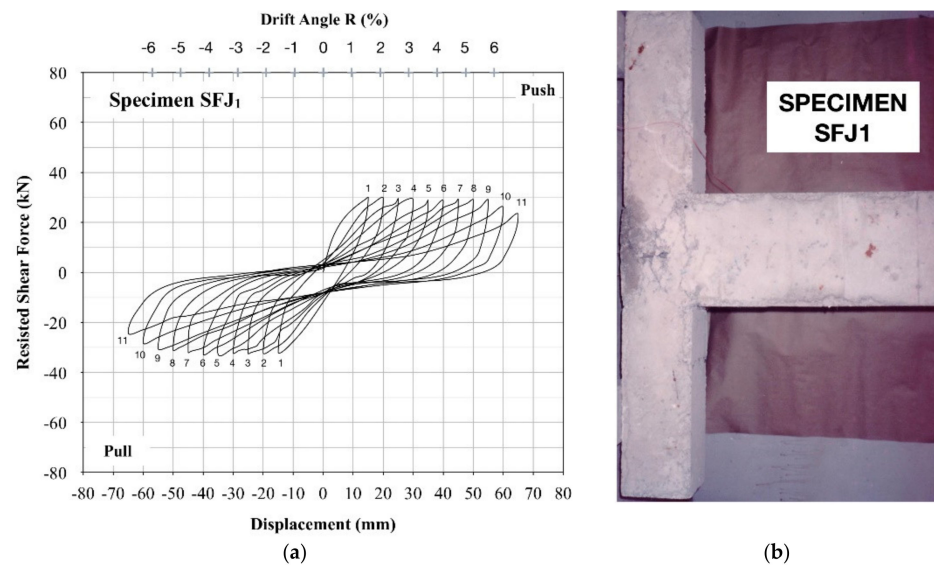 Drift Angle R (%)
-6 -5 -4 -3 -2 -1 0 1 2 3 4 5 6
80
Specimen SFJ₁
Push
60
40
1 2 3 4 5 6 7 8 9 10 11
20
0
-20
11 10 9 8 7 6 5 4 3 2 1
-40
-60
Pull
-80
Resisted Shear Force (kN)
-80 -70 -60 -50 -40 -30 -20 -10 0 10 20 30 40 50 60 70 80
Displacement (mm)
(a)
SPECIMEN
SFJ1
(b)